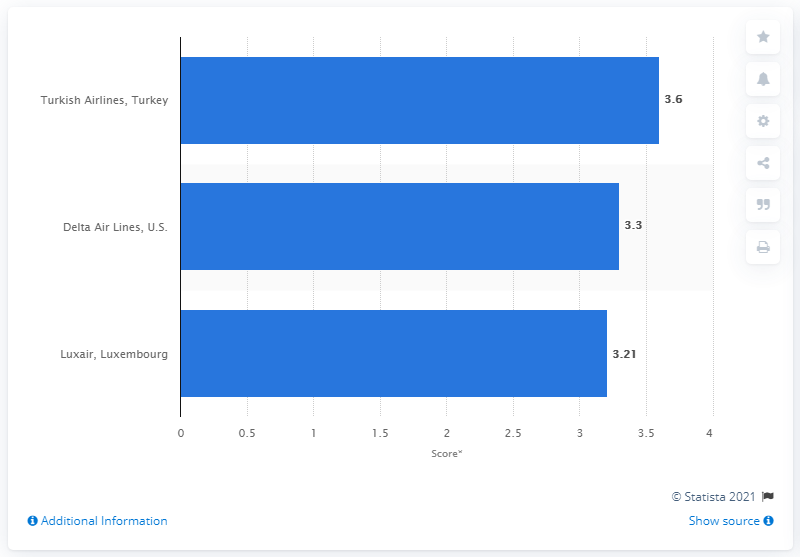 Turkish Airlines, Turkey
3.6
Delta Air Lines, U.S.
3.3
Luxair, Luxembourg
3.21
0 0.5 1 1.5 2 2.5 3 3.5 4
Score*
© Statista 2021
Additional Information
Show source